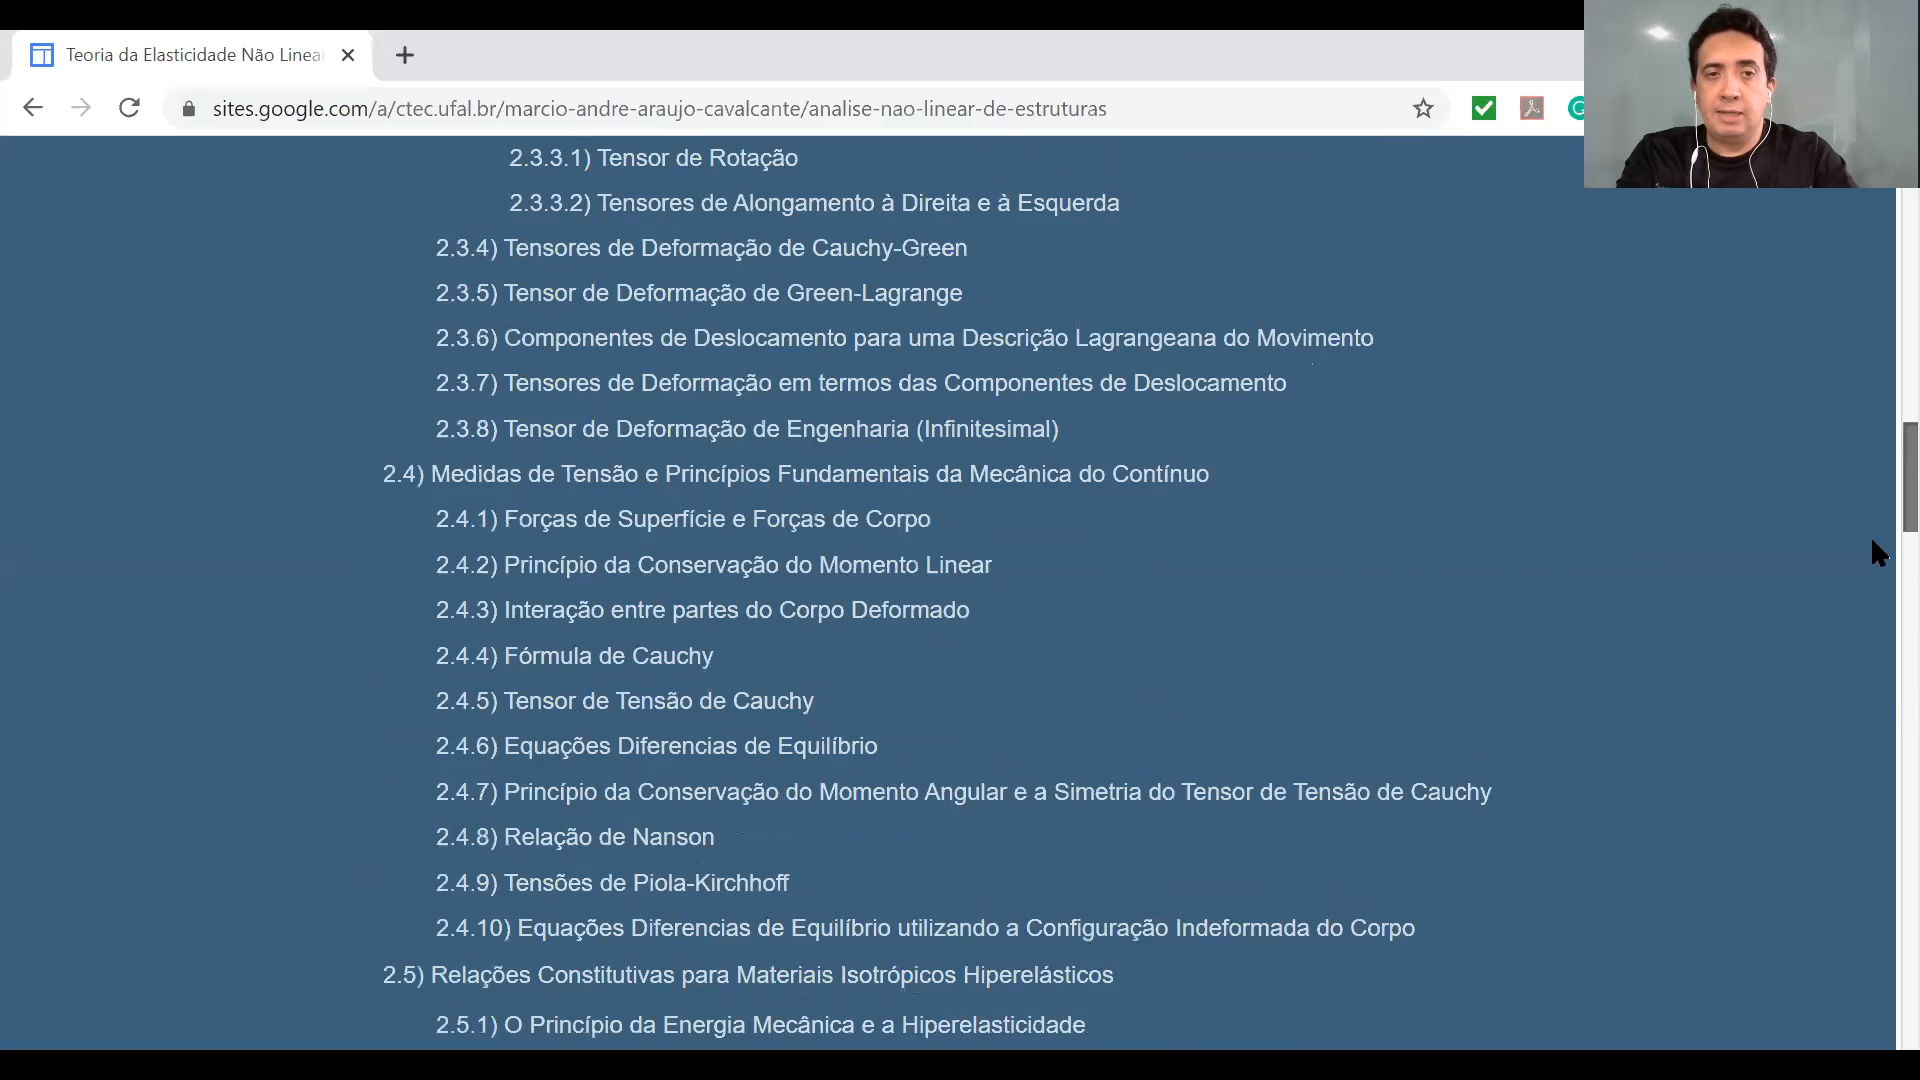 Teoria da Elasticidade Não Linea
sites.google.com/a/ctec.ufal.br/marcio-andre-araujo-cavalcante/analise-nao-linear-de-estruturas
2.3.3.1) Tensor de Rotação
2.3.3.2) Tensores de Alongamento à Direita e à Esquerda
2.3.4) Tensores de Deformação de Cauchy-Green
2.3.5) Tensor de Deformação de Green-Lagrange
2.3.6) Componentes de Deslocamento para uma Descrição Lagrangeana do Movimento
2.3.7) Tensores de Deformação em termos das Componentes de Deslocamento
2.3.8) Tensor de Deformação de Engenharia (Infinitesimal)
2.4) Medidas de Tensão e Princípios Fundamentais da Mecânica do Contínuo
2.4.1) Forças de Superfície e Forças de Corpo
2.4.2) Princípio da Conservação do Momento Linear
2.4.3) Interação entre partes do Corpo Deformado
2.4.4) Fórmula de Cauchy
2.4.5) Tensor de Tensão de Cauchy
2.4.6) Equações Diferencias de Equilíbrio
2.4.7) Princípio da Conservação do Momento Angular e a Simetria do Tensor de Tensão de Cauchy
2.4.8) Relação de Nanson
2.4.9) Tensões de Piola-Kirchhoff
2.4.10) Equações Diferencias de Equilíbrio utilizando a Configuração Indeformada do Corpo
2.5) Relações Constitutivas para Materiais Isotrópicos Hiperelásticos
2.5.1) O Princípio da Energia Mecânica e a Hiperelasticidade